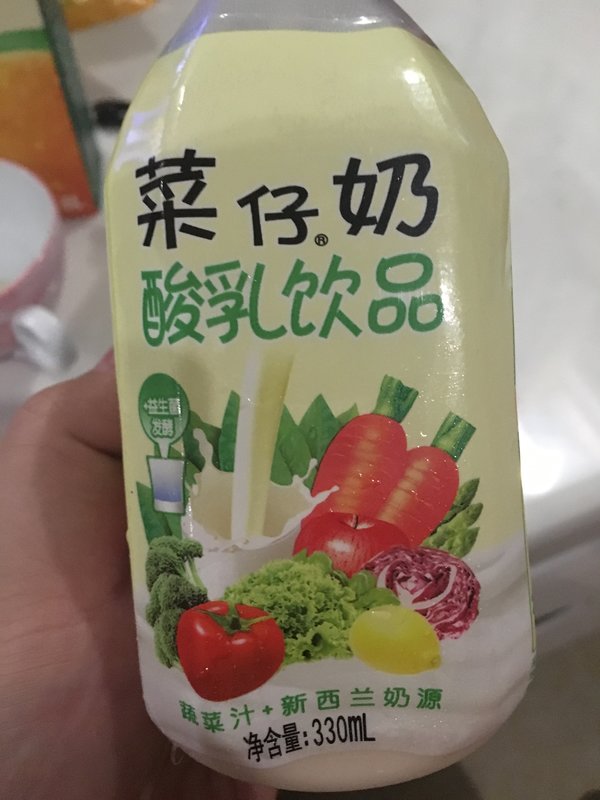 菜仔奶®
酸乳饮品
+益生菌
发酵
蔬菜汁+新西兰奶源
净含量:330mL